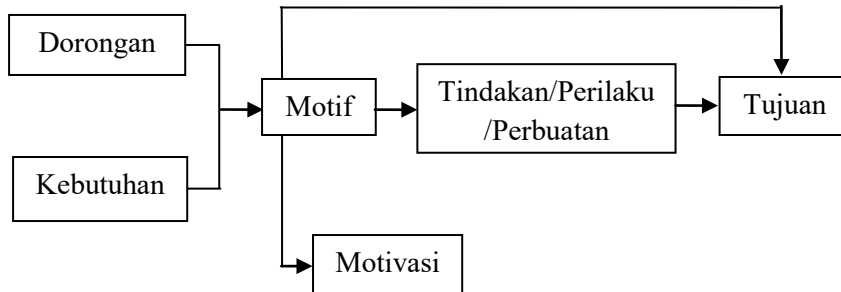 Dorongan
Motif
Tindakan/Perilaku
/Perbuatan
Tujuan
Kebutuhan
Motivasi